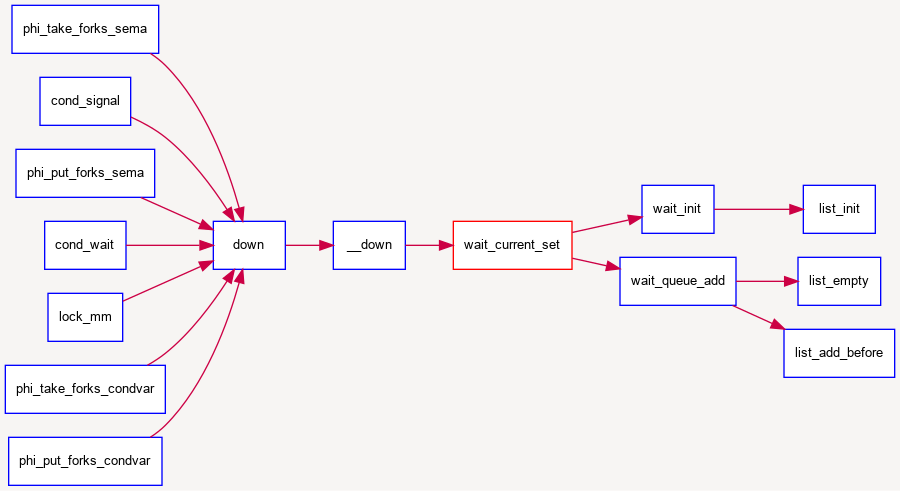 phi_take_forks_sema
cond_signal
phi_put_forks_sema
cond_wait
lock_mm
phi_take_forks_condvar
phi_put_forks_condvar
down
__down
wait_current_set
wait_init
wait_queue_add
list_init
list_empty
list_add_before